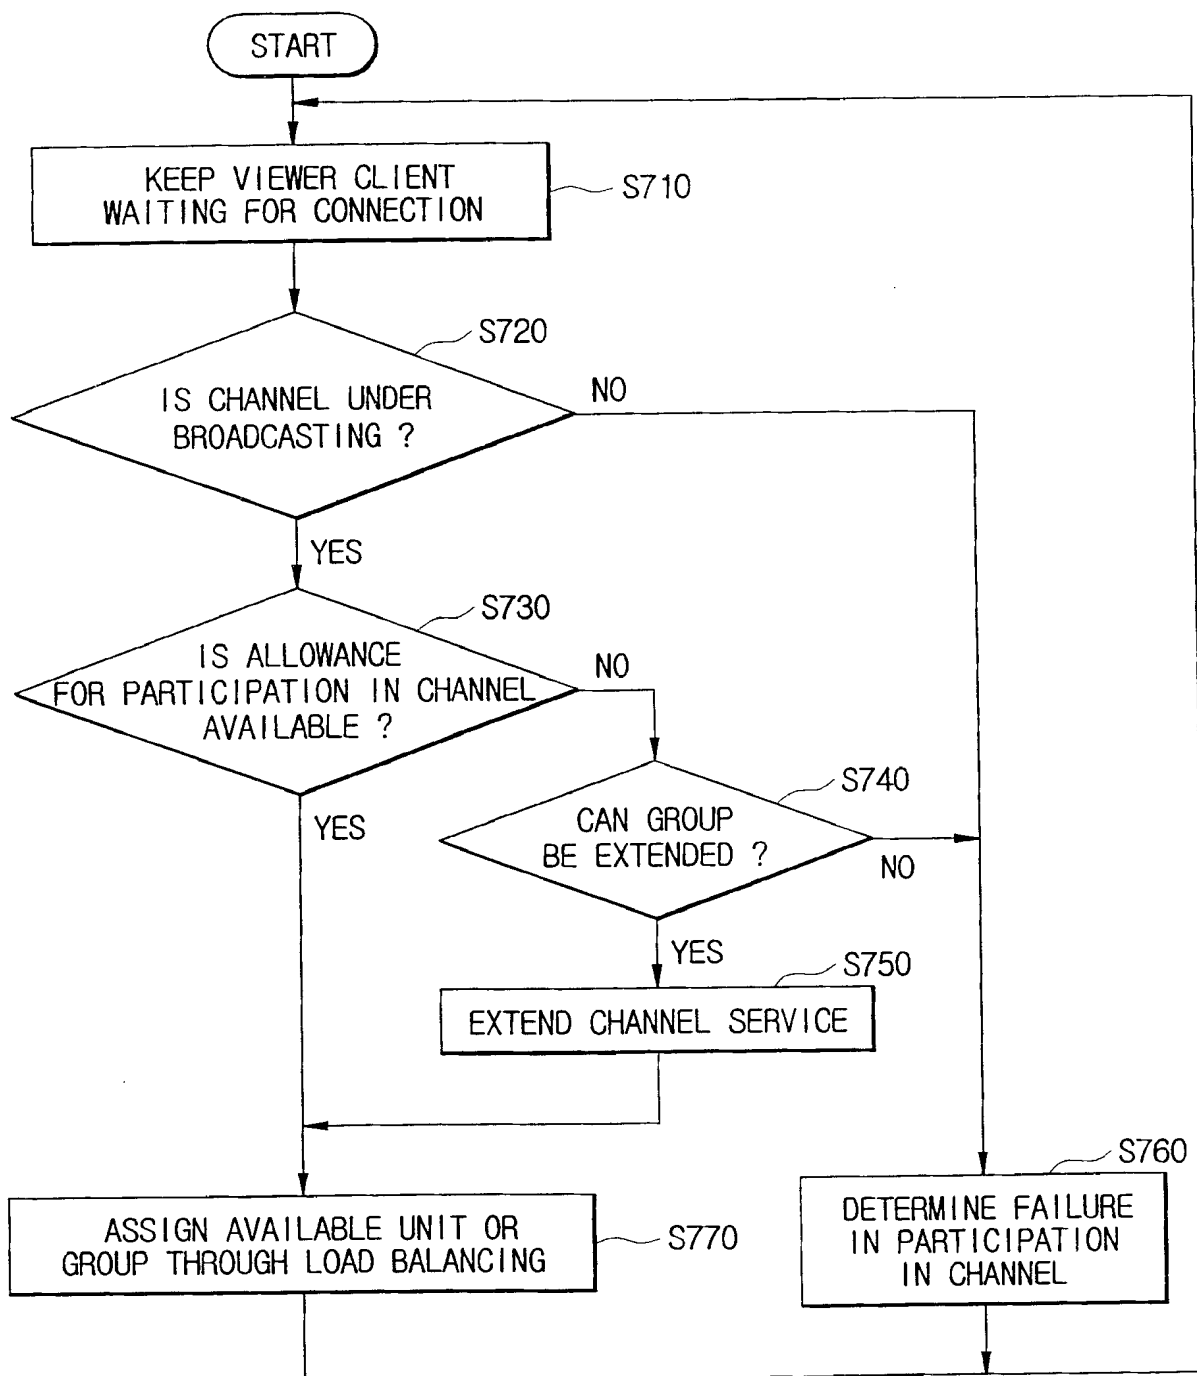 START
KEEP VIEWER CLIENT
WAITING FOR CONNECTION
S710
S720
IS CHANNEL UNDER
BROADCASTING ?
NO
YES
S730
IS ALLOWANCE
FOR PARTICIPATION IN CHANNEL
AVAILABLE ?
NO
YES
S740
CAN GROUP
BE EXTENDED ?
NO
YES
S750
EXTEND CHANNEL SERVICE
S760
DETERMINE FAILURE
IN PARTICIPATION
IN CHANNEL
ASSIGN AVAILABLE UNIT OR
GROUP THROUGH LOAD BALANCING
S770